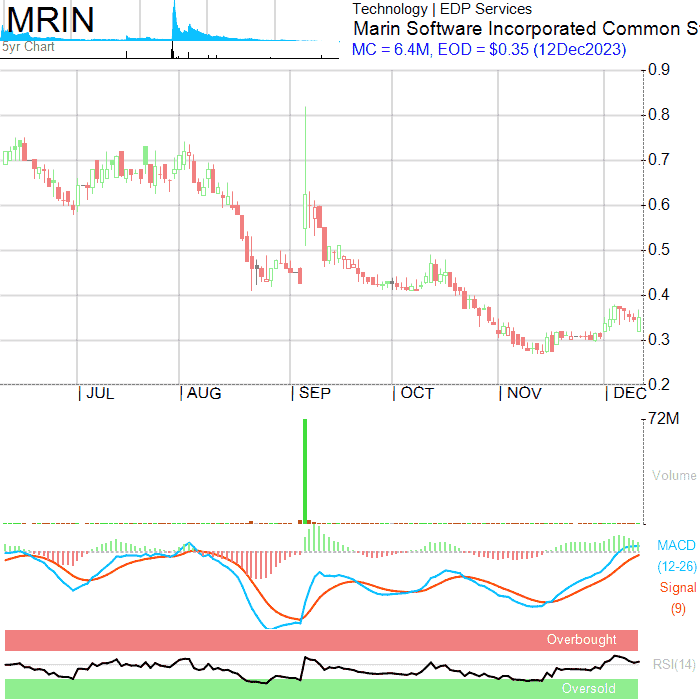 MRIN
5yr Chart
Technology | EDP Services
Marin Software Incorporated Common S
MC = 6.4M, EOD = $0.35 (12Dec2023)
0.9
0.8
0.7
0.6
0.5
0.4
0.3
0.2
| JUL | AUG | SEP | OCT | NOV | DEC
72M
Volume
MACD
(12-26)
Signal
(9)
Overbought
RSI(14)
Oversold